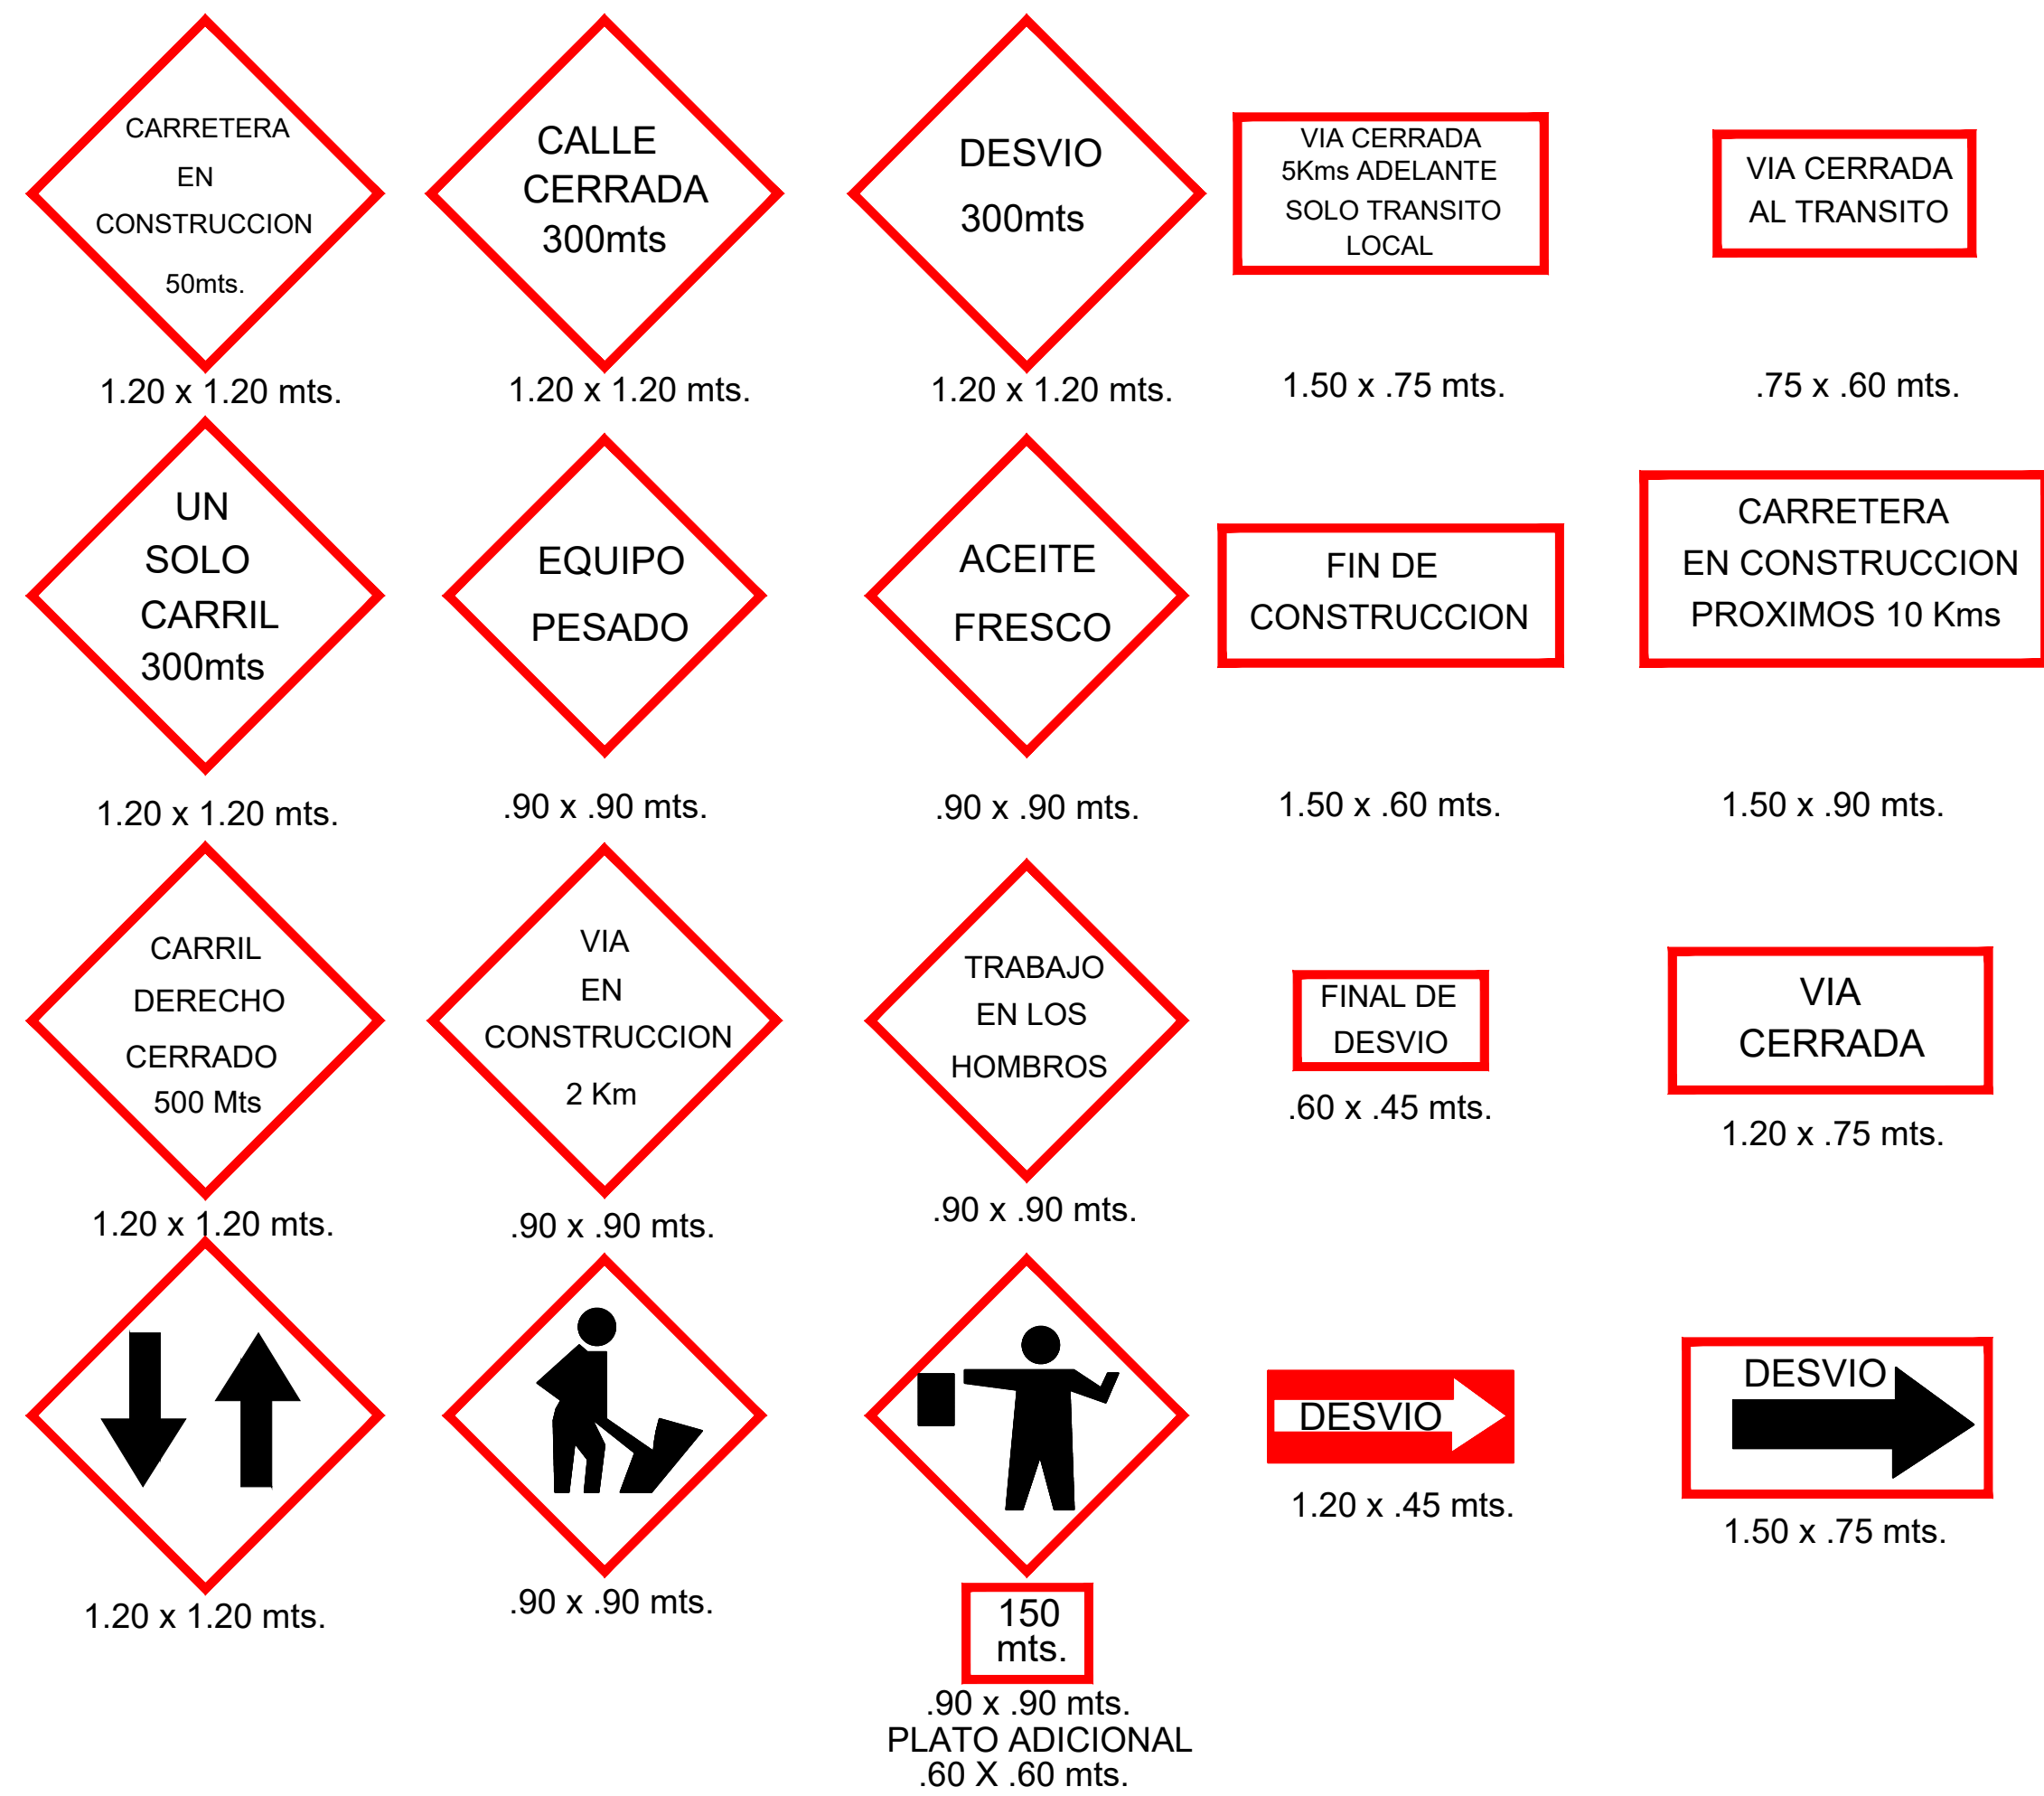 CARRETERA
EN
CONSTRUCCION
50mts.
1.20 x 1.20 mts.
CALLE
CERRADA
300mts
1.20 x 1.20 mts.
DESVIO
300mts
1.20 x 1.20 mts.
VIA CERRADA
5Kms ADELANTE
SOLO TRANSITO
LOCAL
1.50 x .75 mts.
VIA CERRADA
AL TRANSITO
.75 x .60 mts.
UN
SOLO
CARRIL
300mts
1.20 x 1.20 mts.
EQUIPO
PESADO
.90 x .90 mts.
ACEITE
FRESCO
.90 x .90 mts.
FIN DE
CONSTRUCCION
1.50 x .60 mts.
CARRETERA
EN CONSTRUCCION
PROXIMOS 10 Kms
1.50 x .90 mts.
CARRIL
DERECHO
CERRADO
500 Mts
1.20 x 1.20 mts.
VIA
EN
CONSTRUCCION
2 Km
.90 x .90 mts.
TRABAJO
EN LOS
HOMBROS
.90 x .90 mts.
FINAL DE
DESVIO
.60 x .45 mts.
VIA
CERRADA
1.20 x .75 mts.
1.20 x 1.20 mts.
.90 x .90 mts.
150
mts.
.90 x .90 mts.
PLATO ADICIONAL
.60 X .60 mts.
DESVIO
1.20 x .45 mts.
DESVIO
1.50 x .75 mts.